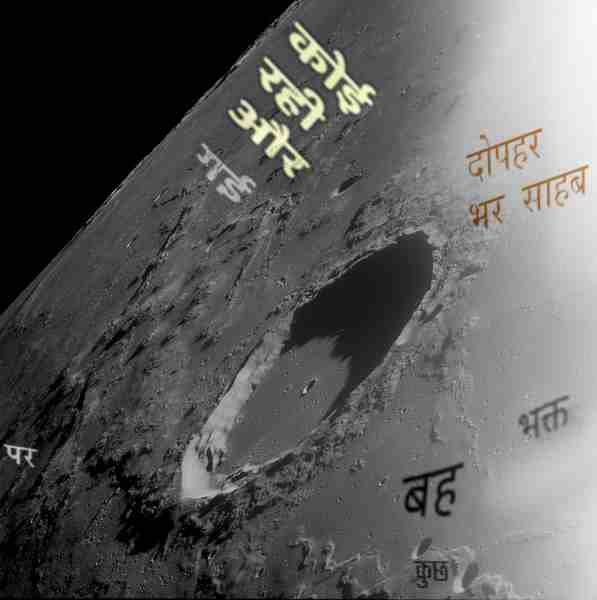 कोई
रही
और
गई
दोपहर
भर साहब
भक्त
पर
बह
कुछ